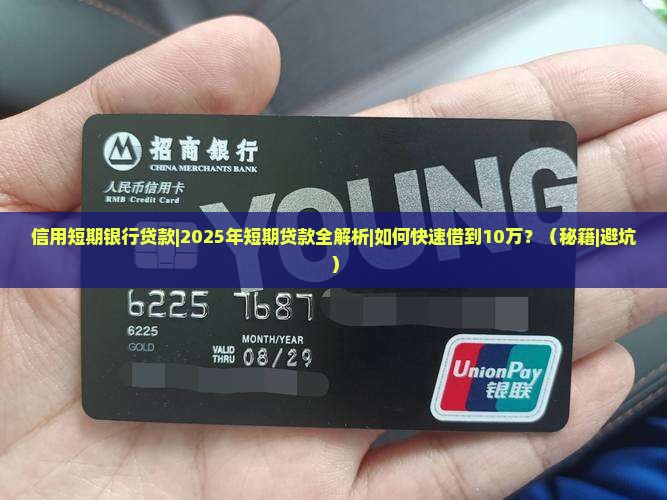 招商银行
CHINA MERCHANTS BANK
人民币信用卡
RMB Credit Card
YOUNG
信用短期银行贷款|2025年短期贷款全解析|如何快速借到10万？（秘籍|避坑
）
6225 7687
6225
GOLD
VALID
THRU
MONTH/YEAR
08/29
UnionPay
银联